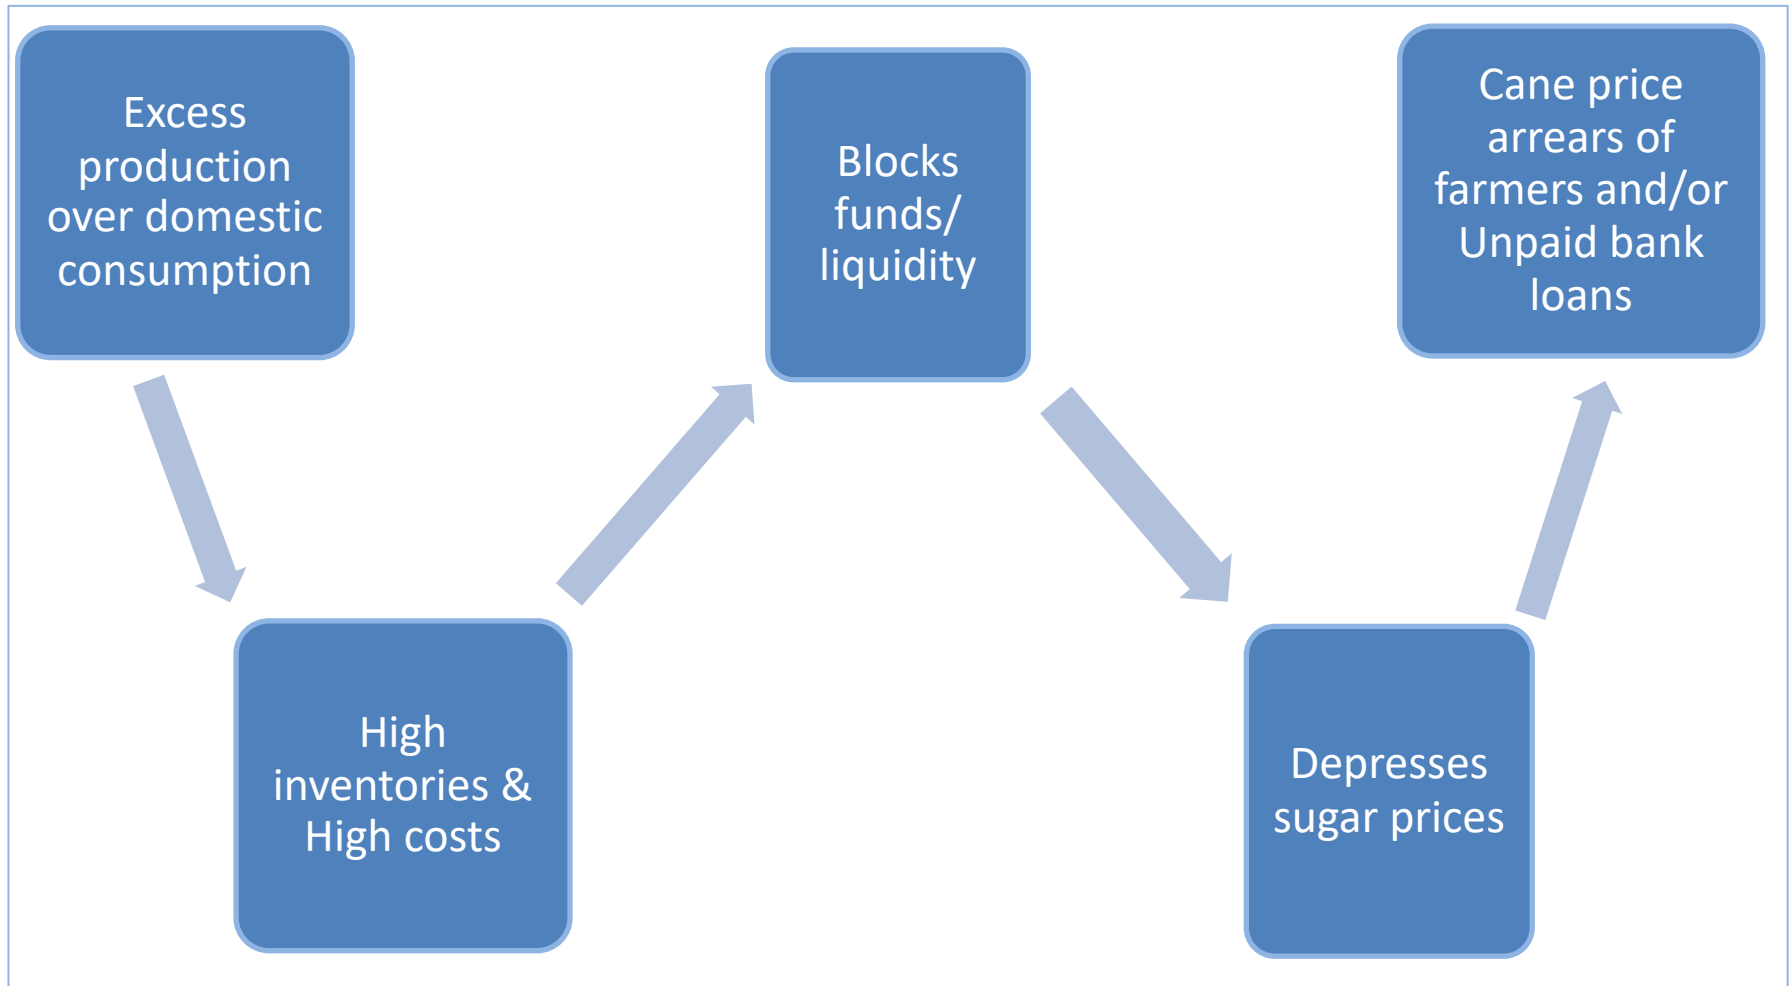 Excess
production
over domestic
consumption
High
inventories &
High costs
Blocks
funds/
liquidity
Depresses
sugar prices
Cane price
arrears of
farmers and/or
Unpaid bank
loans